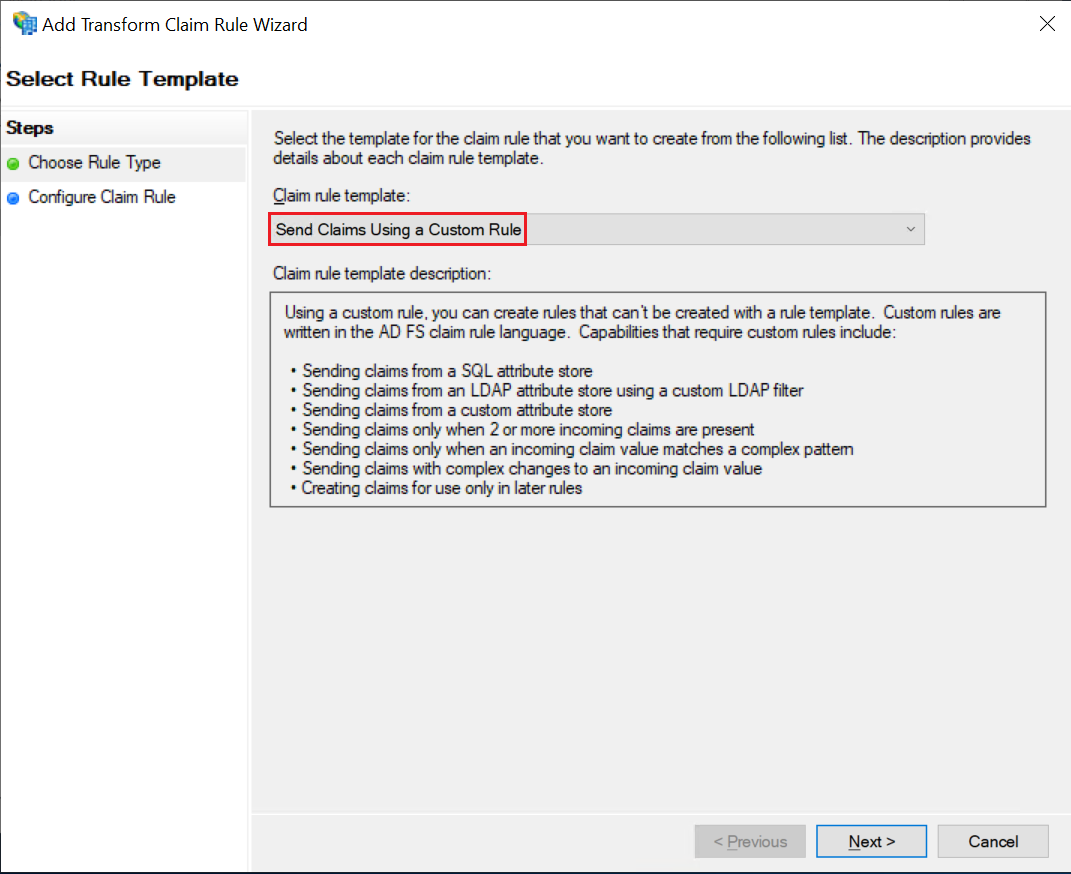 Add Transform Claim Rule Wizard
Select Rule Template
Steps
Choose Rule Type
Configure Claim Rule
Select the template for the claim rule that you want to create from the following list. The description provides
details about each claim rule template.
Claim rule template:
Send Claims Using a Custom Rule
Claim rule template description:
Using a custom rule, you can create rules that can't be created with a rule template. Custom rules are
written in the AD FS claim rule language. Capabilities that require custom rules include:
• Sending claims from a SQL attribute store
• Sending claims from an LDAP attribute store using a custom LDAP filter
• Sending claims from a custom attribute store
• Sending claims only when 2 or more incoming claims are present
• Sending claims only when an incoming claim value matches a complex pattern
• Sending claims with complex changes to an incoming claim value
• Creating claims for use only in later rules
< Previous
Next >
Cancel